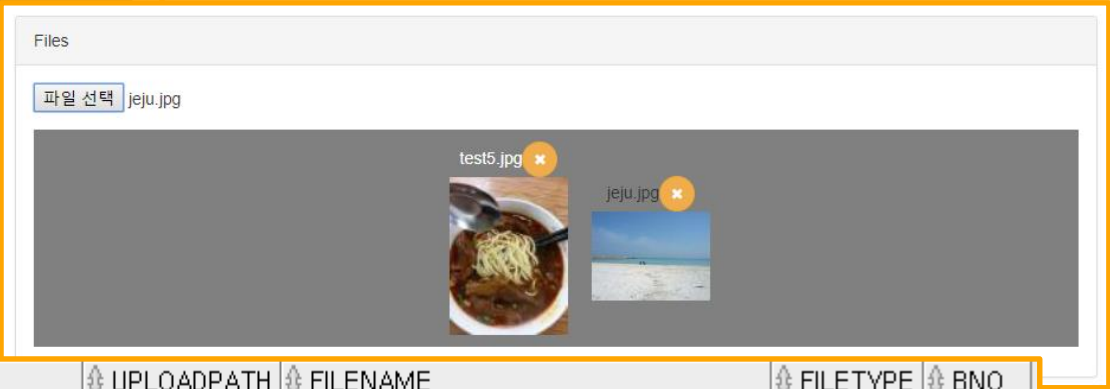 Files
파일 선택 jeju.jpg
test5.jpg
jeju.jpg
UPLOADPATH FILENAME FILETYPE BNO